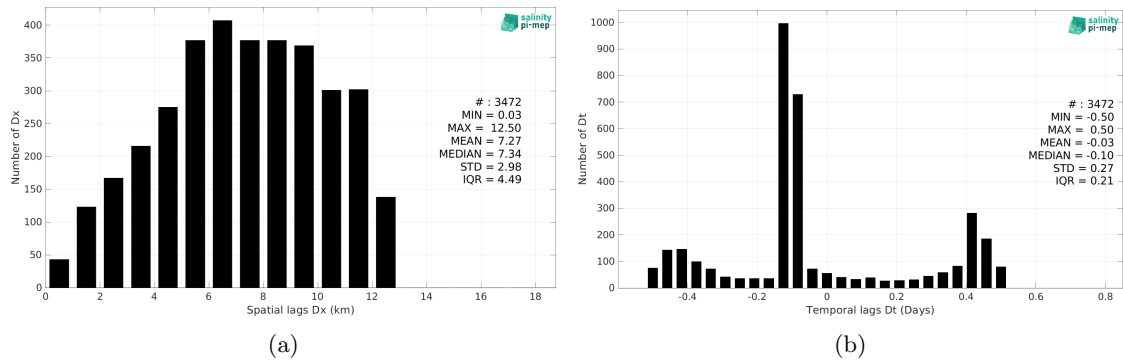 400
350
300
250
200
150
100
50
0
Number of Dx
0 2 4 6 8 10 12 14 16 18
Spatial lags Dx (km)
salinity
pi-mep
# : 3472
MIN = 0.03
MAX = 12.50
MEAN = 7.27
MEDIAN = 7.34
STD = 2.98
IQR = 4.49
(a)
1000
900
800
700
600
500
400
300
200
100
0
Number of Dt
-0.4 -0.2 0 0.2 0.4 0.6 0.8
Temporal lags Dt (Days)
salinity
pi-mep
# : 3472
MIN = -0.50
MAX = 0.50
MEAN = -0.03
MEDIAN = -0.10
STD = 0.27
IQR = 0.21
(b)